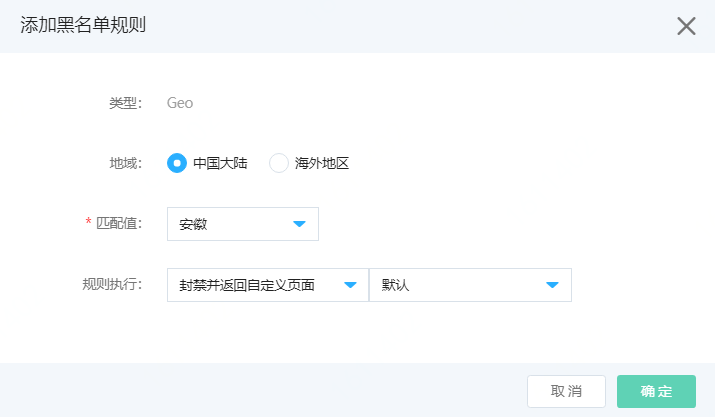 添加黑名单规则
类型： Geo
地域： 中国大陆 海外地区
* 匹配值： 安徽
规则执行： 封禁并返回自定义页面 默认
取消 确定